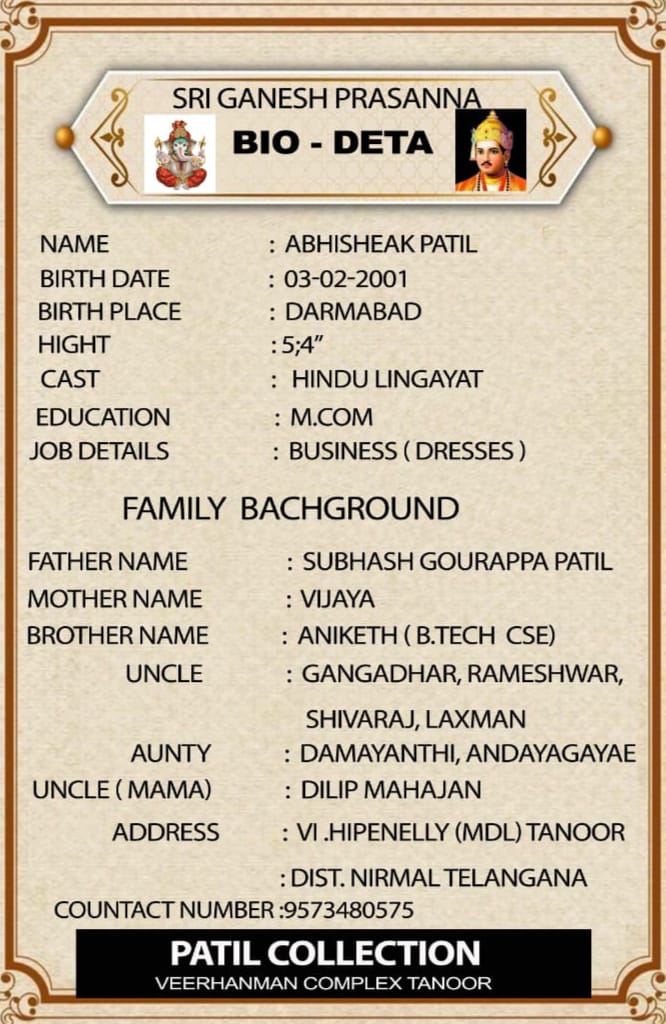 SRI GANESH PRASANNA
BIO - DETA
NAME : ABHISHEAK PATIL
BIRTH DATE : 03-02-2001
BIRTH PLACE : DARMABAD
HIGHT : 5;4”
CAST : HINDU LINGAYAT
EDUCATION : M.COM
JOB DETAILS : BUSINESS ( DRESSES )
FAMILY BACHGROUND
FATHER NAME : SUBHASH GOURAPPA PATIL
MOTHER NAME : VIJAYA
BROTHER NAME : ANIKETH ( B.TECH CSE)
UNCLE : GANGADHAR, RAMESHWAR,
SHIVARAJ, LAXMAN
AUNTY : DAMAYANTHI, ANDAYAGAYAE
UNCLE ( MAMA) : DILIP MAHAJAN
ADDRESS : VI .HIPENELLY (MDL) TANOOR
: DIST. NIRMAL TELANGANA
COUNTACT NUMBER :9573480575
PATIL COLLECTION
VEERHANMAN COMPLEX TANOOR